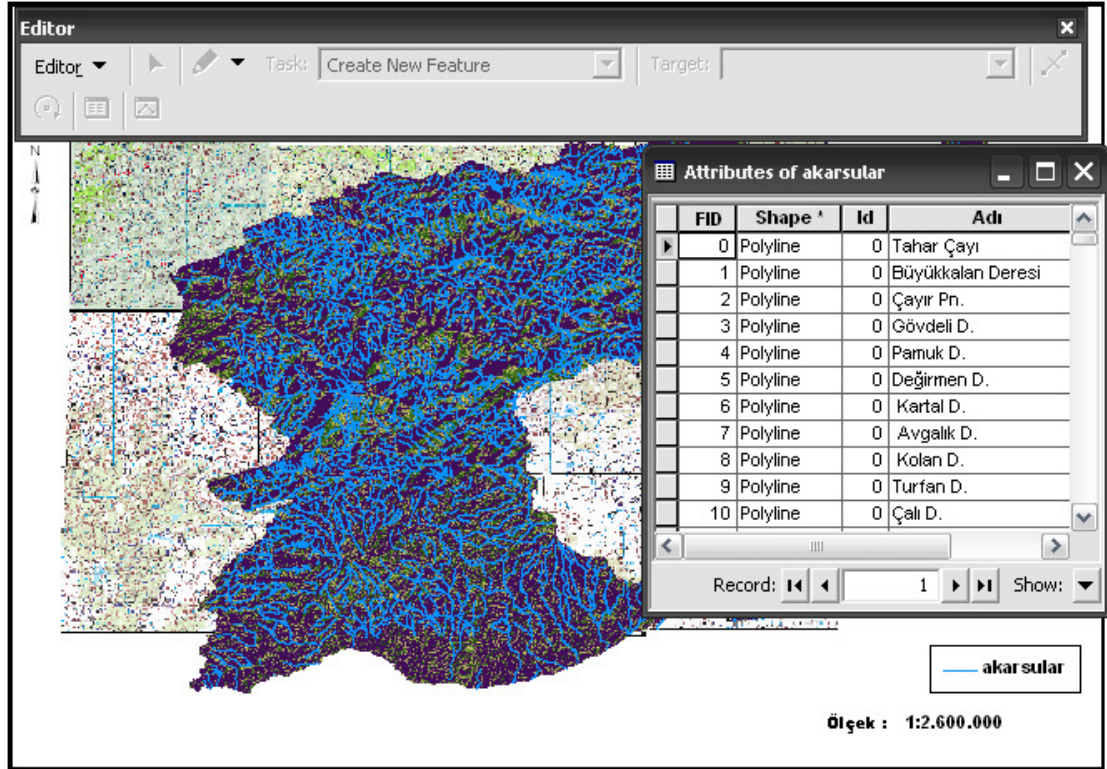 Editor
Editor Task: Create New Feature Target:
N
Attributes of akarsular
FID Shape * Id Adı
0 Polyline 0 Tahar Çayı
1 Polyline 0 Büyükkalan Deresi
2 Polyline 0 Çayır Pn.
3 Polyline 0 Gövdeli D.
4 Polyline 0 Pamuk D.
5 Polyline 0 Değirmen D.
6 Polyline 0 Kartal D.
7 Polyline 0 Avgalık D.
8 Polyline 0 Kolan D.
9 Polyline 0 Turfan D.
10 Polyline 0 Çalı D.
Record: 1 Show:
akarsular
Ölçek : 1:2.600.000